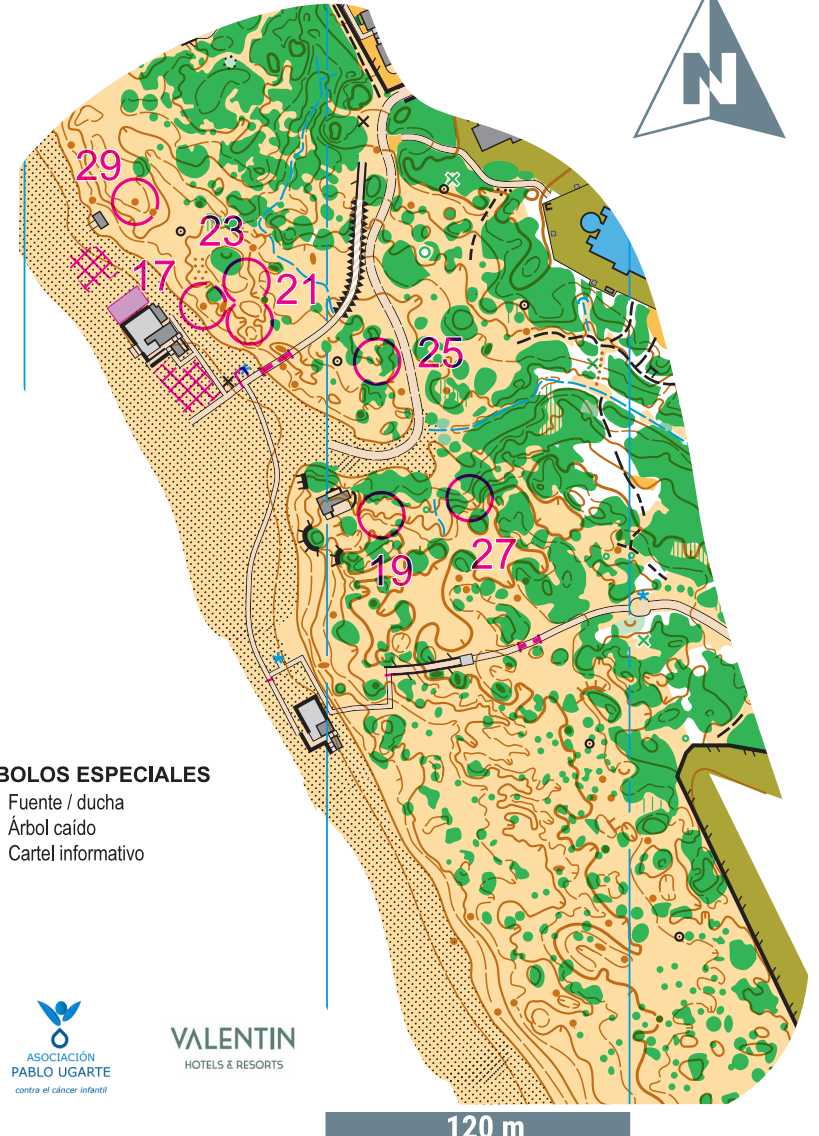 N
29
23
17
21
25
19
27
BOLOS ESPECIALES
Fuente / ducha
Árbol caído
Cartel informativo
ASOCIACIÓN
PABLO UGARTE
contra el cáncer infantil
VALENTIN
HOTELS & RESORTS
120 m